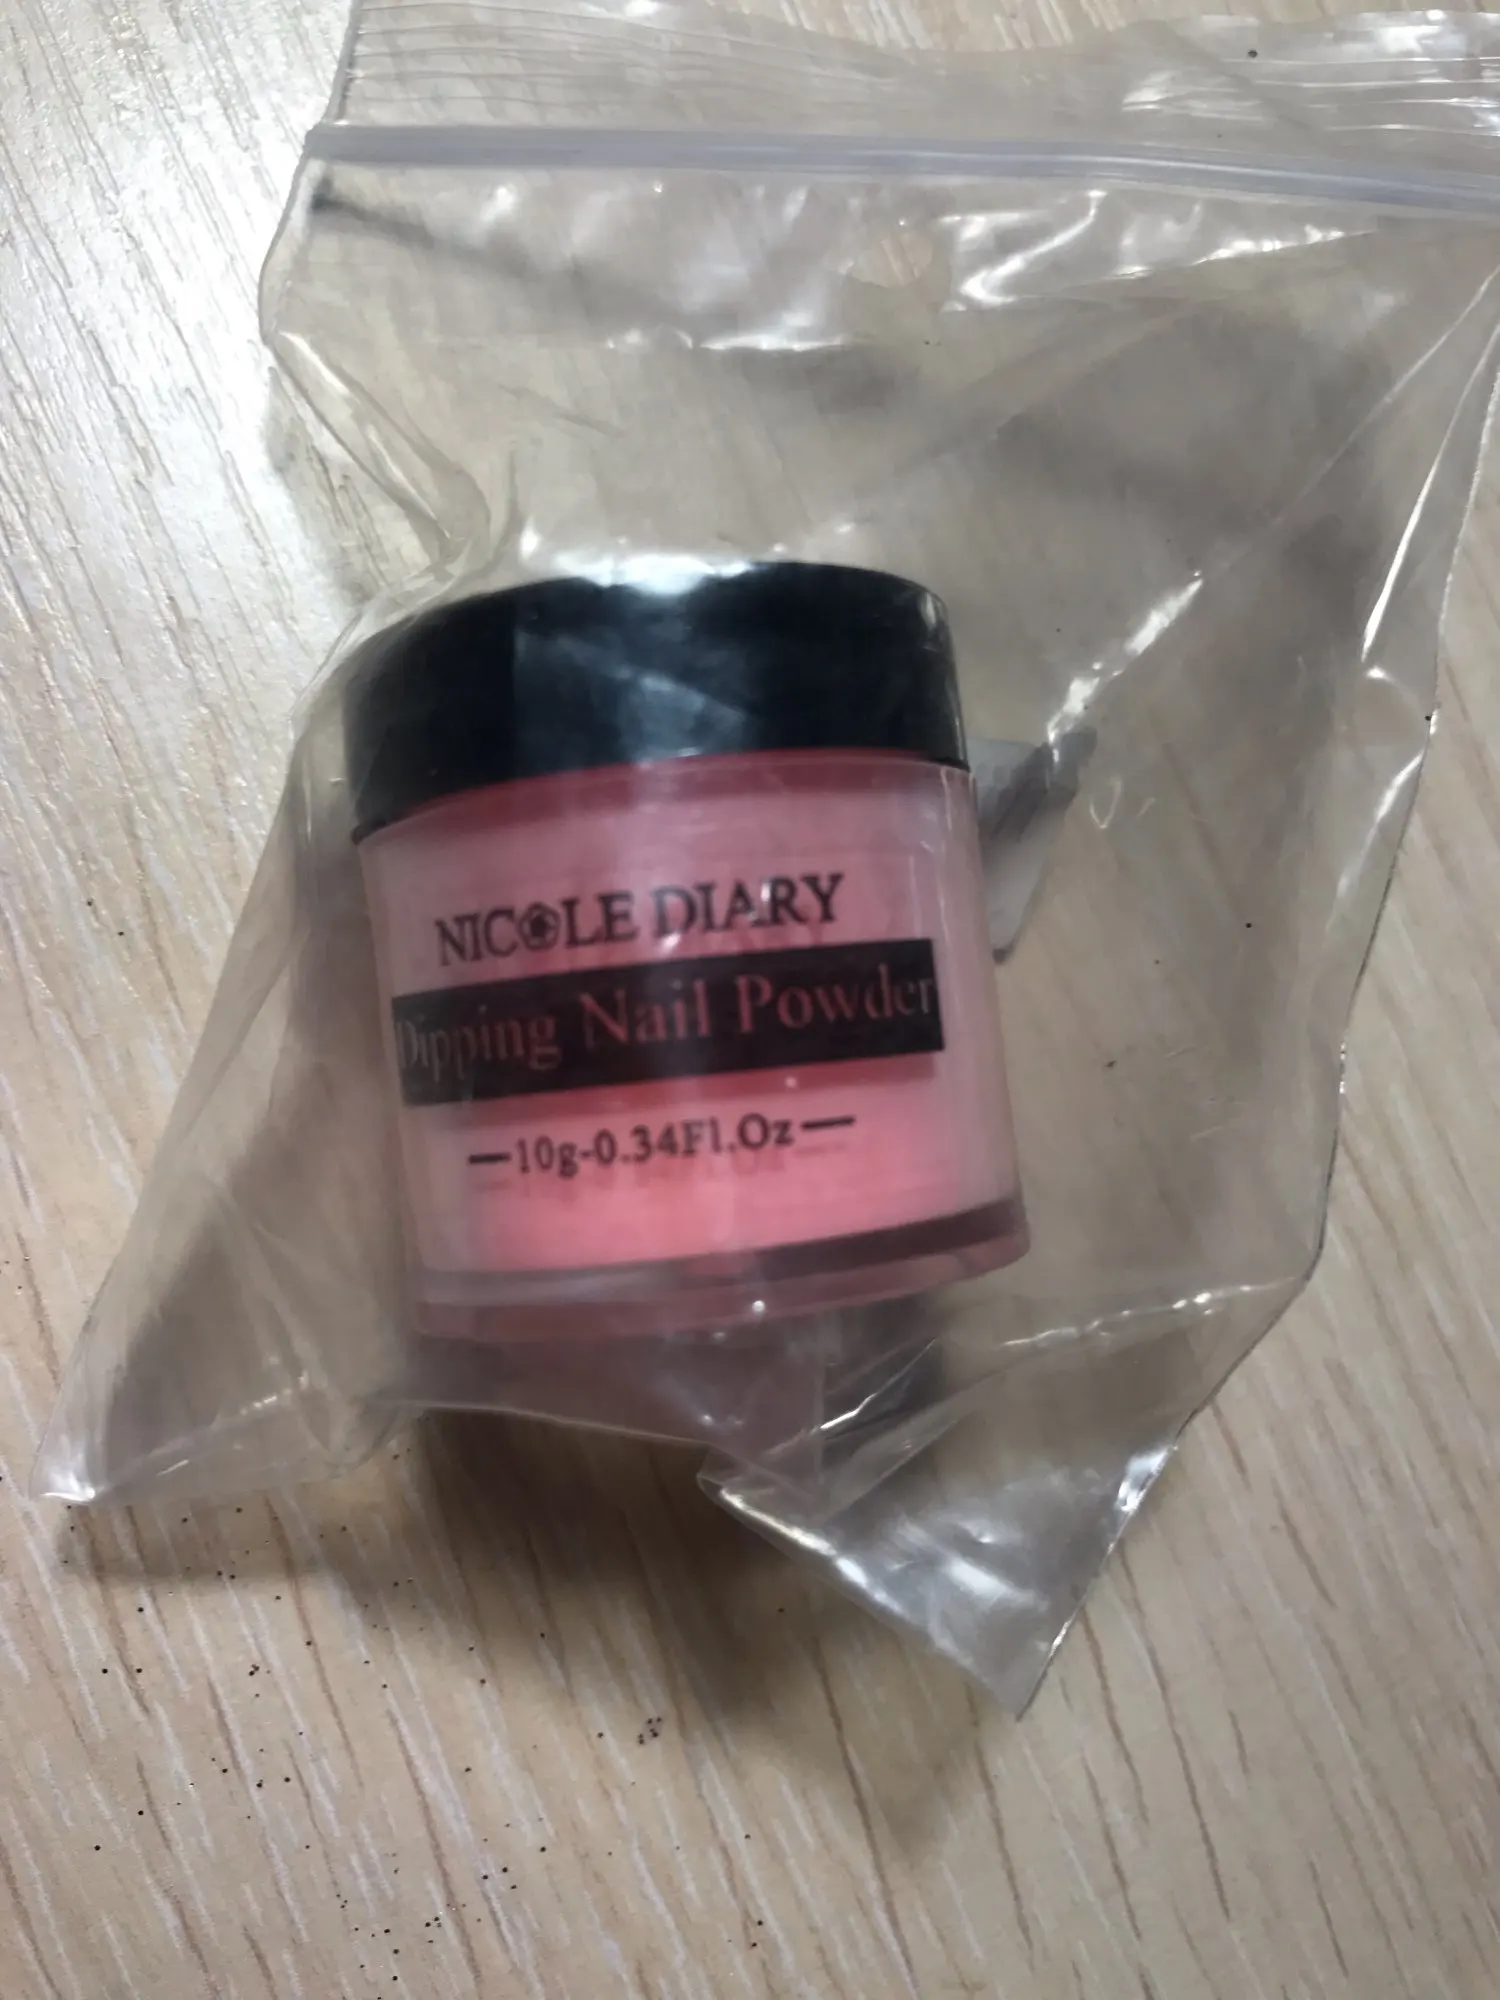 NICOLE DIARY
Dipping Nail Powder
—10g-0.34Fl.Oz—